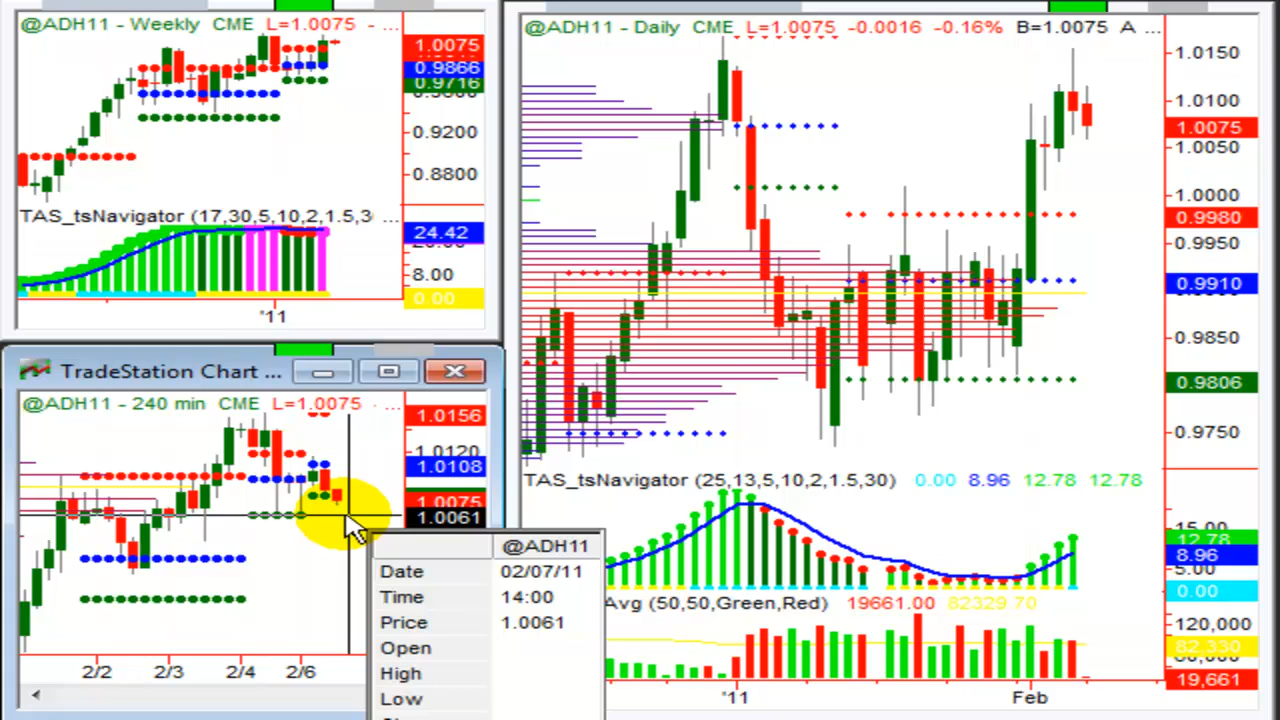 @ADH11 - Weekly CME L=1.0075 - ...
1.0075
0.9866
0.9716
0.9200
0.8800
TAS_tsNavigator (17,30,5,10,2,1.5,3 ...
24.42
8.00
0.00
'11
TradeStation Chart ...
@ADH11 - 240 min CME L=1.0075 - ...
1.0156
1.0120
1.0108
1.0075
1.0061
2/2 2/3 2/4 2/6
@ADH11
Date 02/07/11
Time 14:00
Price 1.0061
Open
High
Low
@ADH11 - Daily CME L=1.0075 -0.0016 -0.16% B=1.0075 A ...
1.0150
1.0100
1.0075
1.0050
1.0000
0.9980
0.9950
0.9910
0.9850
0.9806
0.9750
TAS_tsNavigator (25,13,5,10,2,1.5,30) 0.00 8.96 12.78 12.78
15.00
12.78
8.96
5.00
0.00
Avg (50,50,Green,Red) 19661.00 82329.70
120,000
82,330
19,661
'11 Feb